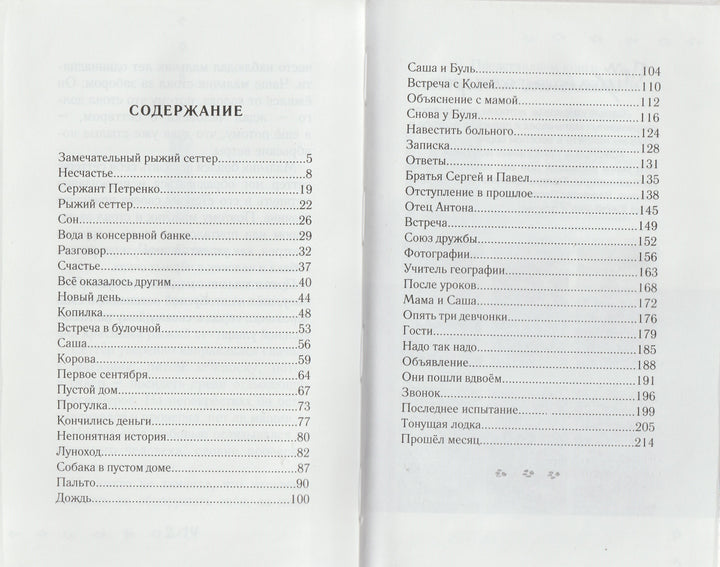 СОДЕРЖАНИЕ
Замечательный рыжий сеттер.....5
Несчастье.....8
Сержант Петренко.....19
Рыжий сеттер.....22
Сон.....26
Вода в консервной банке.....29
Разговор.....32
Счастье.....37
Всё оказалось другим.....40
Новый день.....44
Копилка.....48
Встреча в булочной.....53
Саша.....56
Корова.....59
Первое сентября.....64
Пустой дом.....67
Прогулка.....73
Кончились деньги.....77
Непонятная история.....80
Луноход.....82
Собака в пустом доме.....87
Пальто.....90
Дождь.....100
Саша и Буль.....104
Встреча с Колей.....110
Объяснение с мамой.....112
Снова у Буля.....116
Навестить больного.....124
Записка.....128
Ответы.....131
Братья Сергей и Павел.....135
Отступление в прошлое.....138
Отец Антона.....145
Встреча.....149
Союз дружбы.....152
Фотографии.....156
Учитель географии.....163
После уроков.....168
Мама и Саша.....172
Опять три девчонки.....176
Гости.....179
Надо так надо.....185
Объявление.....188
Они пошли вдвоём.....191
Звонок.....196
Последнее испытание.....199
Тонущая лодка.....205
Прошёл месяц.....214